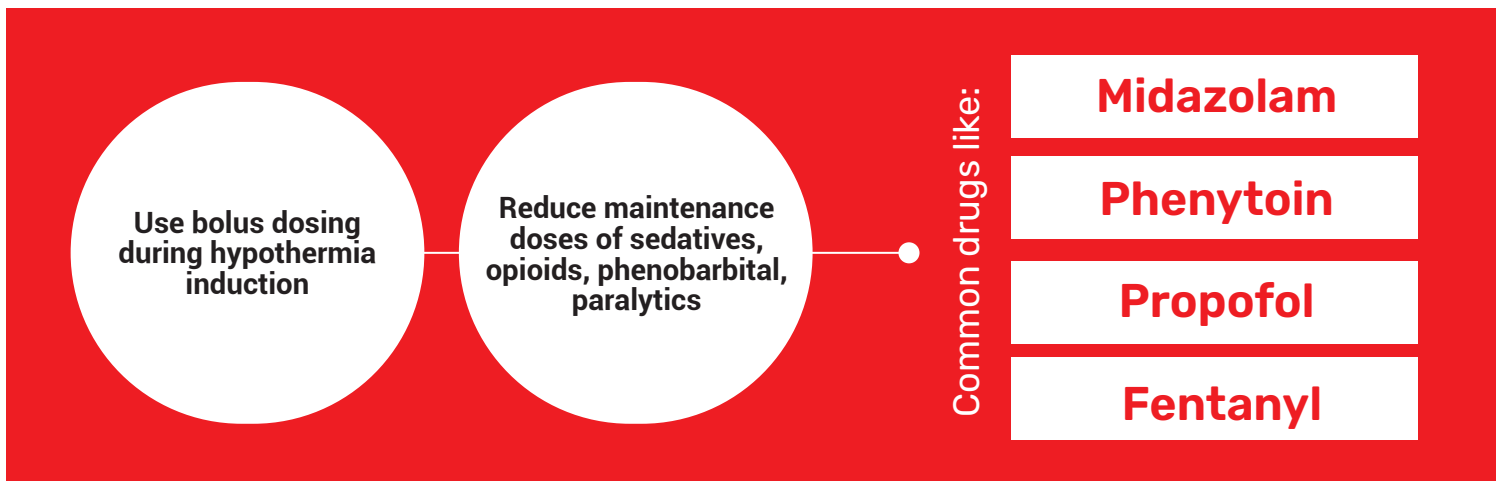 Use bolus dosing
during hypothermia
induction
Reduce maintenance
doses of sedatives,
opioids, phenobarbital,
paralytics
Common drugs like:
Midazolam
Phenytoin
Propofol
Fentanyl